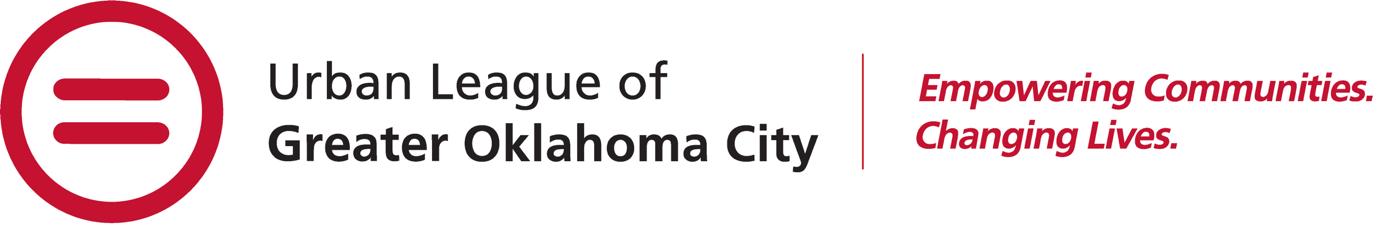 Urban League of
Greater Oklahoma City
Empowering Communities.
Changing Lives.